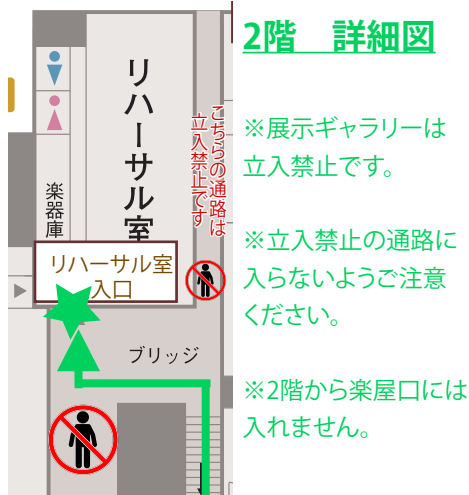 2階　詳細図
※展示ギャラリーは
立入禁止です。
※立入禁止の通路に
入らないようご注意
ください。
※2階から楽屋口には
入れません。
リハーサル室
こちらの通路は
立入禁止です
楽器庫
リハーサル室
入口
ブリッジ